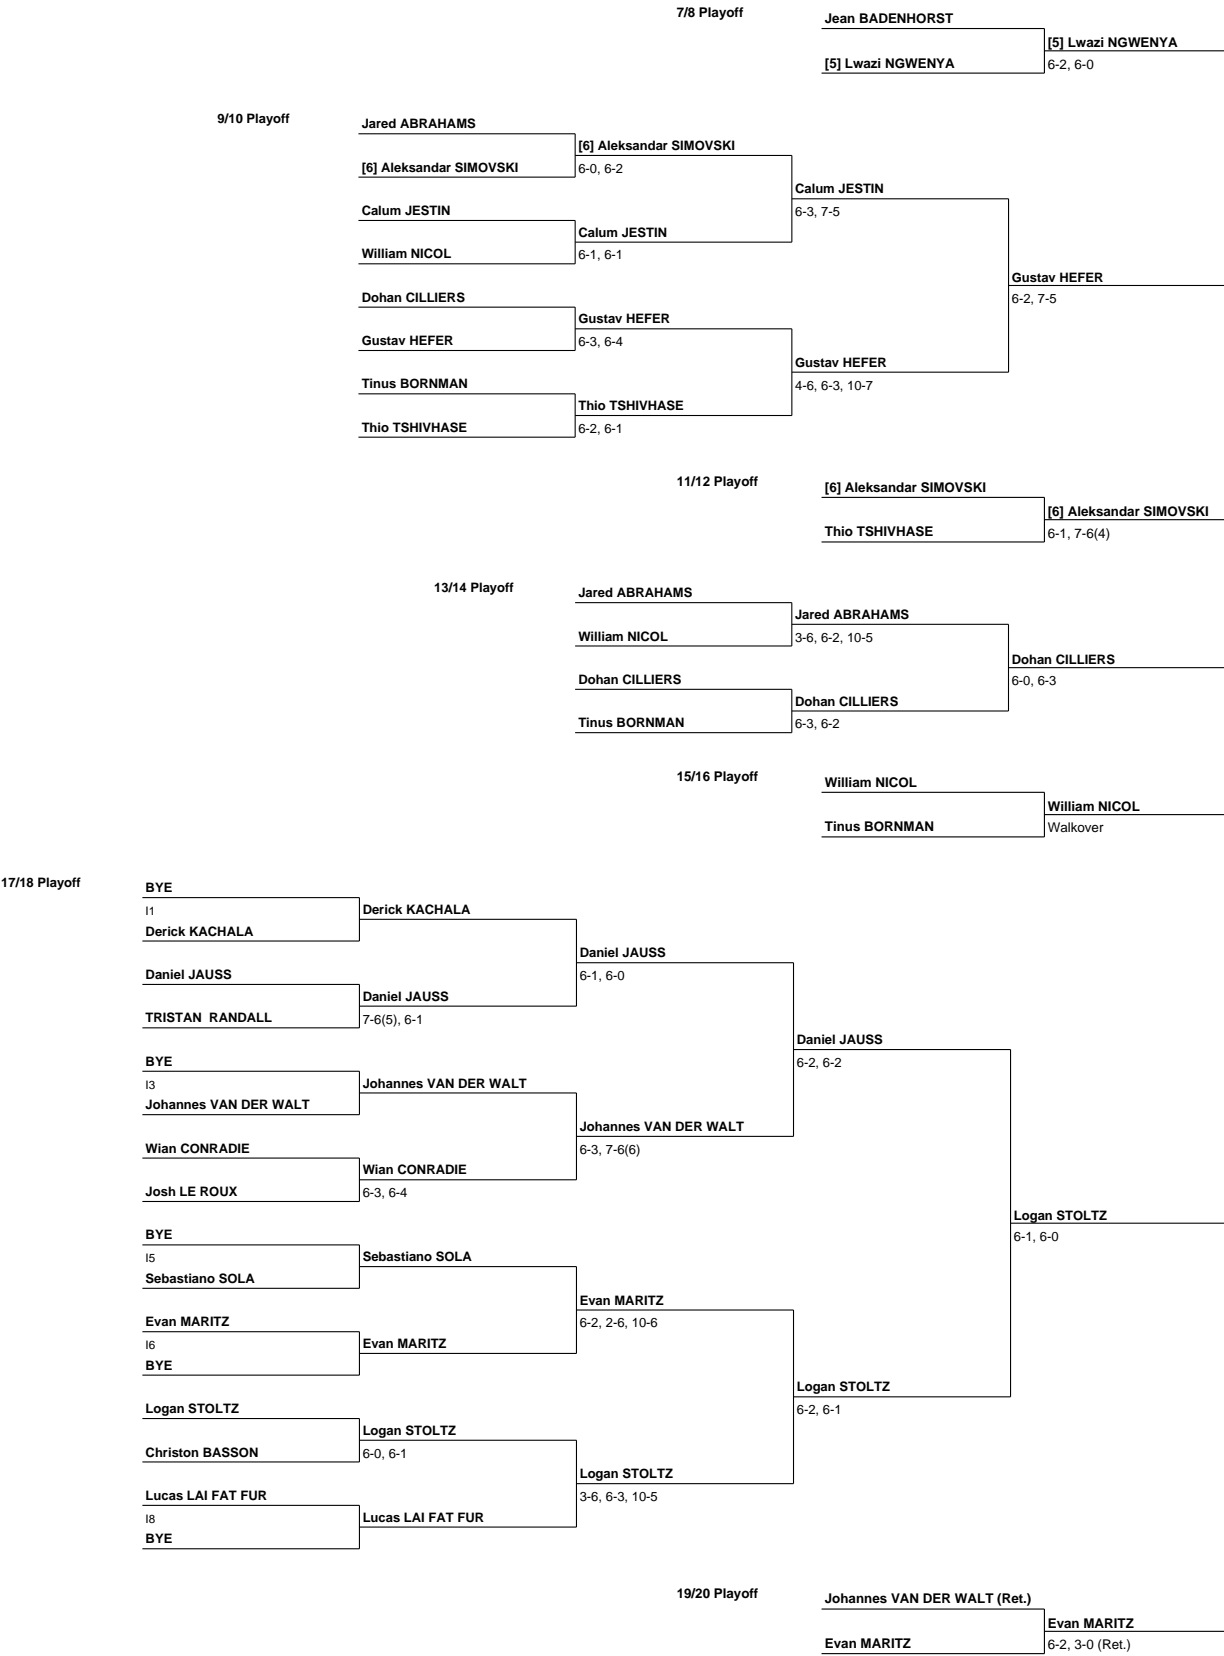 7/8 Playoff
Jean BADENHORST
[5] Lwazi NGWENYA
[5] Lwazi NGWENYA
6-2, 6-0
9/10 Playoff
Jared ABRAHAMS
[6] Aleksandar SIMOVSKI
[6] Aleksandar SIMOVSKI
6-0, 6-2
Calum JESTIN
6-3, 7-5
Calum JESTIN
Calum JESTIN
William NICOL
6-1, 6-1
Gustav HEFER
6-2, 7-5
Dohan CILLIERS
Gustav HEFER
Gustav HEFER
6-3, 6-4
Gustav HEFER
4-6, 6-3, 10-7
Tinus BORNMAN
Thio TSHIVHASE
Thio TSHIVHASE
6-2, 6-1
11/12 Playoff
[6] Aleksandar SIMOVSKI
[6] Aleksandar SIMOVSKI
Thio TSHIVHASE
6-1, 7-6(4)
13/14 Playoff
Jared ABRAHAMS
Jared ABRAHAMS
William NICOL
3-6, 6-2, 10-5
Dohan CILLIERS
6-0, 6-3
Dohan CILLIERS
Dohan CILLIERS
Tinus BORNMAN
6-3, 6-2
15/16 Playoff
William NICOL
William NICOL
Tinus BORNMAN
Walkover
17/18 Playoff
BYE
I1
Derick KACHALA
Derick KACHALA
Daniel JAUSS
6-1, 6-0
Daniel JAUSS
Daniel JAUSS
TRISTAN  RANDALL
7-6(5), 6-1
Daniel JAUSS
6-2, 6-2
BYE
I3
Johannes VAN DER WALT
Johannes VAN DER WALT
Johannes VAN DER WALT
6-3, 7-6(6)
Wian CONRADIE
Wian CONRADIE
Josh LE ROUX
6-3, 6-4
Logan STOLTZ
6-1, 6-0
BYE
I5
Sebastiano SOLA
Sebastiano SOLA
Evan MARITZ
6-2, 2-6, 10-6
Evan MARITZ
I6
Evan MARITZ
BYE
Logan STOLTZ
6-2, 6-1
Logan STOLTZ
Logan STOLTZ
Christon BASSON
6-0, 6-1
Logan STOLTZ
3-6, 6-3, 10-5
Lucas LAI FAT FUR
I8
Lucas LAI FAT FUR
BYE
19/20 Playoff
Johannes VAN DER WALT (Ret.)
Evan MARITZ
Evan MARITZ
6-2, 3-0 (Ret.)